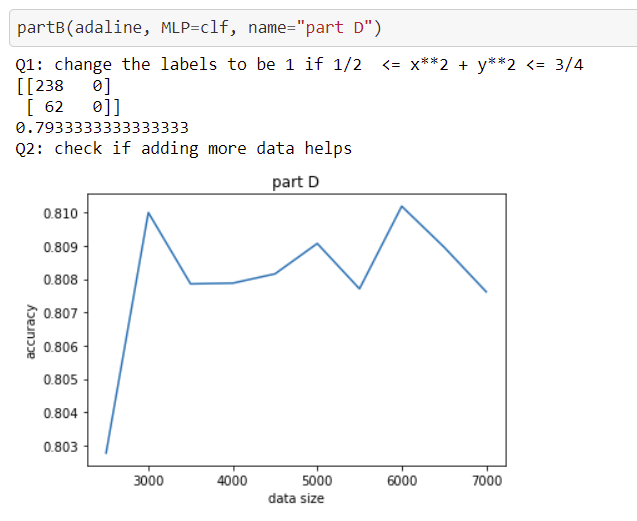 partB(adaline, MLP=clf, name="part D")
Q1: change the labels to be 1 if 1/2  <= x**2 + y**2 <= 3/4
[[238   0]
 [ 62   0]]
0.7933333333333333
Q2: check if adding more data helps
part D
0.810
0.809
0.808
0.807
0.806
0.805
0.804
0.803
accuracy
3000 4000 5000 6000 7000
data size